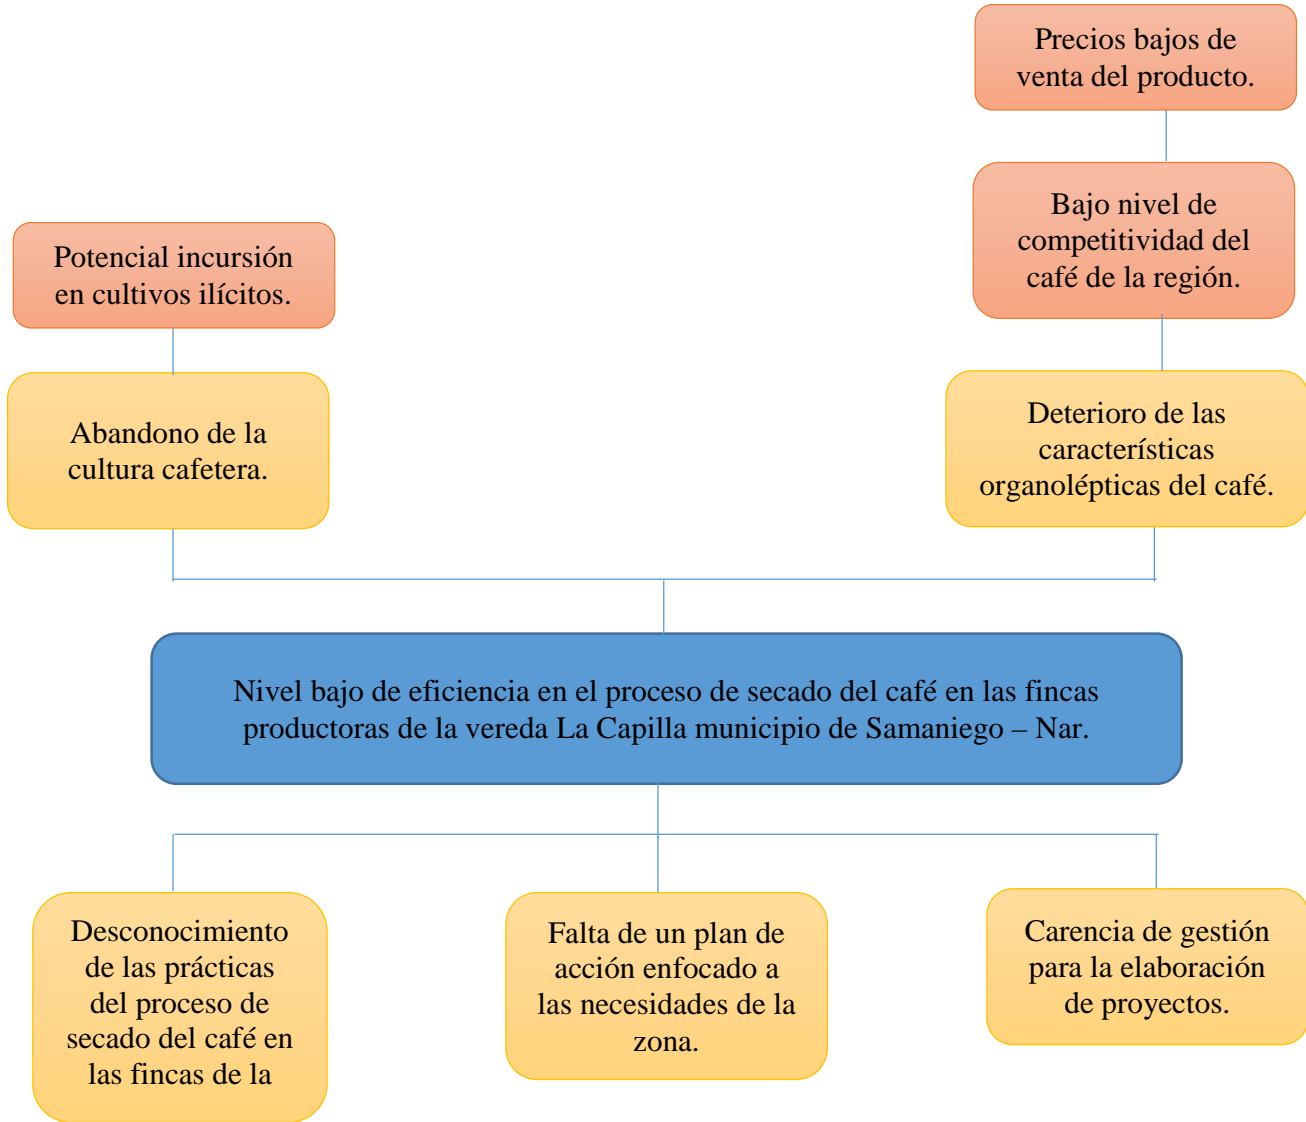 Precios bajos de
venta del producto.
Bajo nivel de
competitividad del
café de la región.
Potencial incursión
en cultivos ilícitos.
Abandono de la
cultura cafetera.
Deterioro de las
características
organolépticas del café.
Nivel bajo de eficiencia en el proceso de secado del café en las fincas
productoras de la vereda La Capilla municipio de Samaniego – Nar.
Desconocimiento
de las prácticas
del proceso de
secado del café en
las fincas de la
Falta de un plan de
acción enfocado a
las necesidades de la
zona.
Carencia de gestión
para la elaboración
de proyectos.